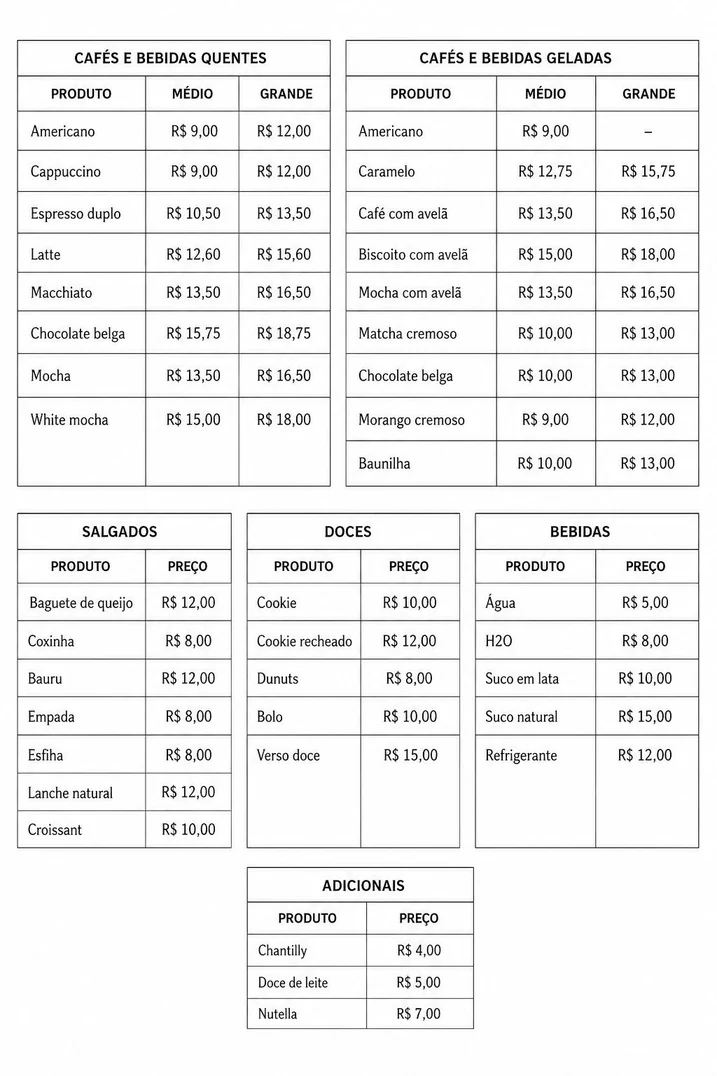 CAFÉS E BEBIDAS QUENTES
PRODUTO MÉDIO GRANDE
Americano R$ 9,00 R$ 12,00
Cappuccino R$ 9,00 R$ 12,00
Espresso duplo R$ 10,50 R$ 13,50
Latte R$ 12,60 R$ 15,60
Macchiato R$ 13,50 R$ 16,50
Chocolate belga R$ 15,75 R$ 18,75
Mocha R$ 13,50 R$ 16,50
White mocha R$ 15,00 R$ 18,00
CAFÉS E BEBIDAS GELADAS
PRODUTO MÉDIO GRANDE
Americano R$ 9,00 –
Caramelo R$ 12,75 R$ 15,75
Café com avelã R$ 13,50 R$ 16,50
Biscoito com avelã R$ 15,00 R$ 18,00
Mocha com avelã R$ 13,50 R$ 16,50
Matcha cremoso R$ 10,00 R$ 13,00
Chocolate belga R$ 10,00 R$ 13,00
Morango cremoso R$ 9,00 R$ 12,00
Baunilha R$ 10,00 R$ 13,00
SALGADOS
PRODUTO PREÇO
Baguete de queijo R$ 12,00
Coxinha R$ 8,00
Bauru R$ 12,00
Empada R$ 8,00
Esfiha R$ 8,00
Lanche natural R$ 12,00
Croissant R$ 10,00
DOCES
PRODUTO PREÇO
Cookie R$ 10,00
Cookie recheado R$ 12,00
Dunuts R$ 8,00
Bolo R$ 10,00
Verso doce R$ 15,00
BEBIDAS
PRODUTO PREÇO
Água R$ 5,00
H2O R$ 8,00
Suco em lata R$ 10,00
Suco natural R$ 15,00
Refrigerante R$ 12,00
ADICIONAIS
PRODUTO PREÇO
Chantilly R$ 4,00
Doce de leite R$ 5,00
Nutella R$ 7,00